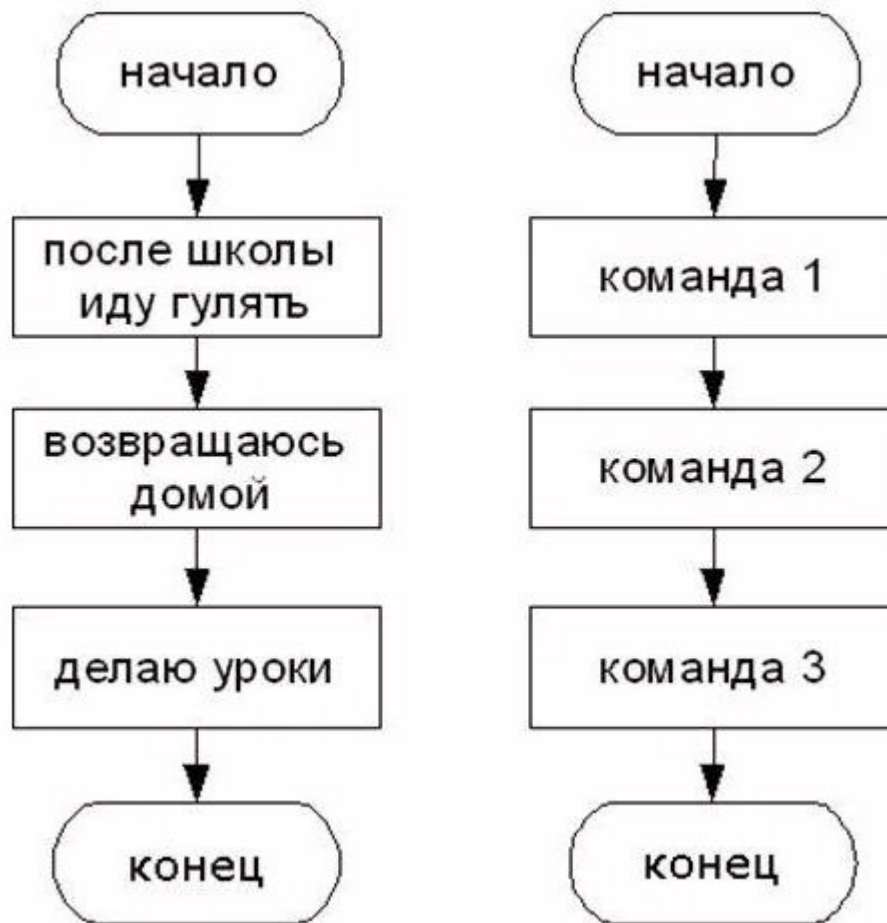 начало
после школы
иду гулять
возвращаюсь
домой
делаю уроки
конец
начало
команда 1
команда 2
команда 3
конец